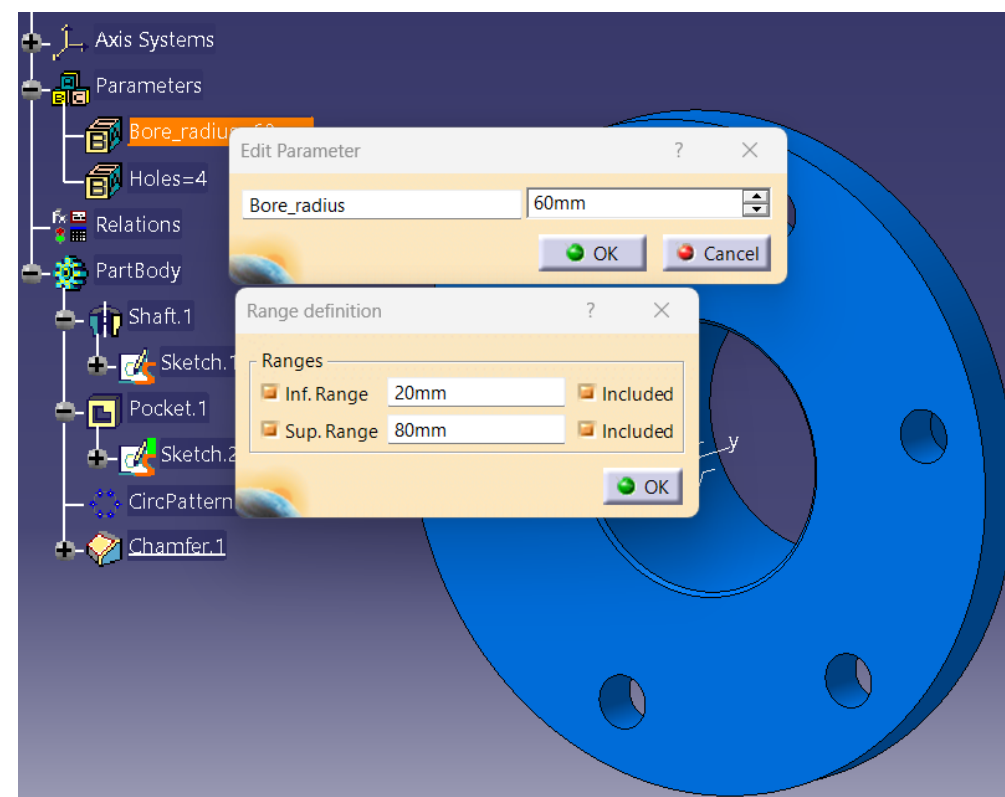 Axis Systems
Parameters
Bore_radius=60mm
Edit Parameter ? ×
Holes=4
Bore_radius 60mm
Relations
OK Cancel
PartBody
Range definition ? ×
Shaft.1
Ranges
Sketch.1
Inf. Range 20mm Included
Pocket.1
Sup. Range 80mm Included
Sketch.2
y
OK
CircPattern
Chamfer.1